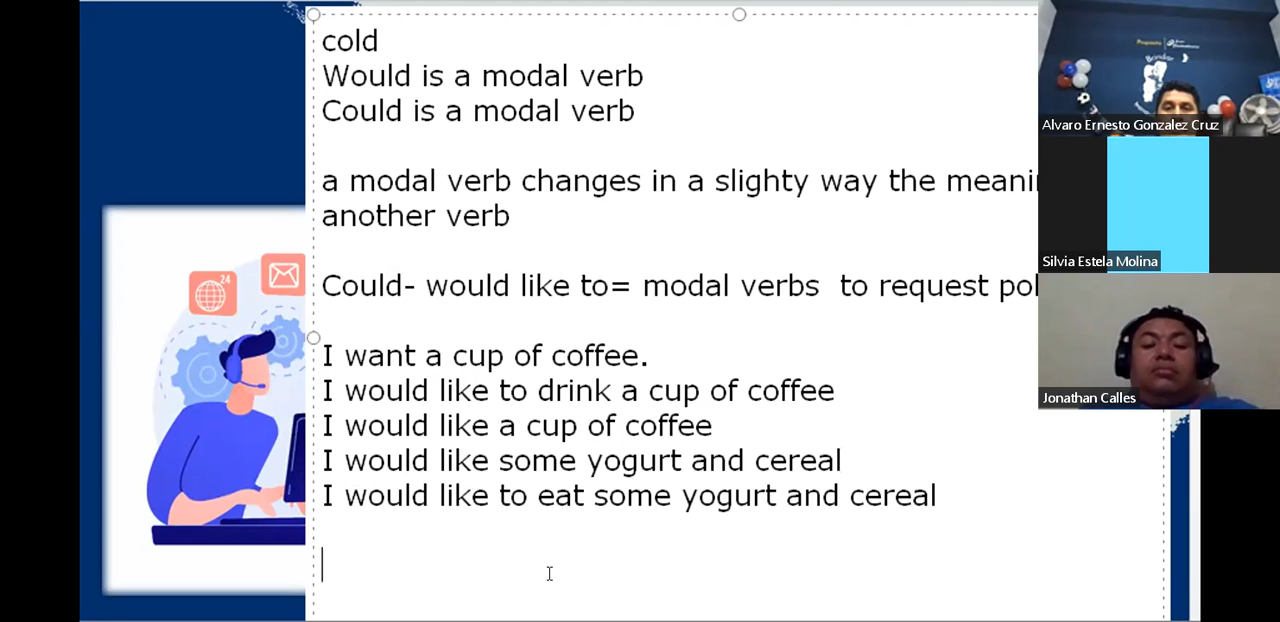 cold
Would is a modal verb
Could is a modal verb
a modal verb changes in a slighty way the
another verb
Could- would like to= modal verbs  to request
I want a cup of coffee.
I would like to drink a cup of coffee
I would like a cup of coffee
I would like some yogurt and cereal
I would like to eat some yogurt and cereal
24
Alvaro Ernesto Gonzalez Cruz
Silvia Estela Molina
Jonathan Calles